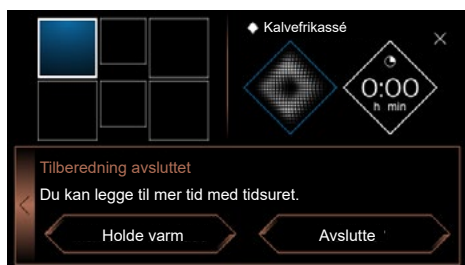 Kalvefrikassé
0:00
h min
Tilberedning avsluttet
Du kan legge til mer tid med tidsuret.
Holde varm
Avslutte